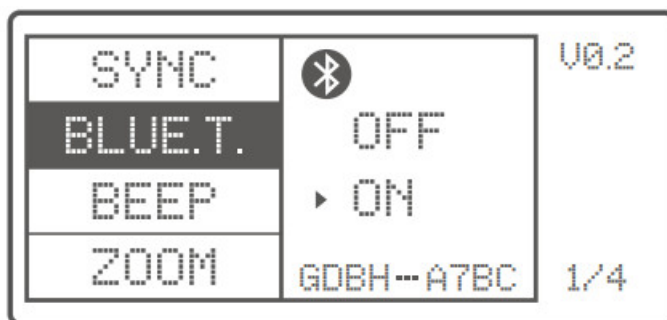 SYNC
BLUE.T.
BEEP
ZOOM
OFF
ON
GDBH---A7BC
V0.2
1/4